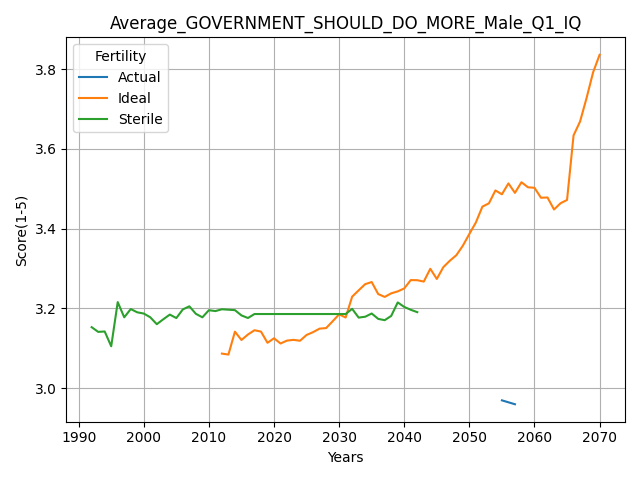 Average_GOVERNMENT_SHOULD_DO_MORE_Male_Q1_IQ
Fertility
Actual
Ideal
Sterile
Score(1-5)
3.8
3.6
3.4
3.2
3.0
1990 2000 2010 2020 2030 2040 2050 2060 2070
Years